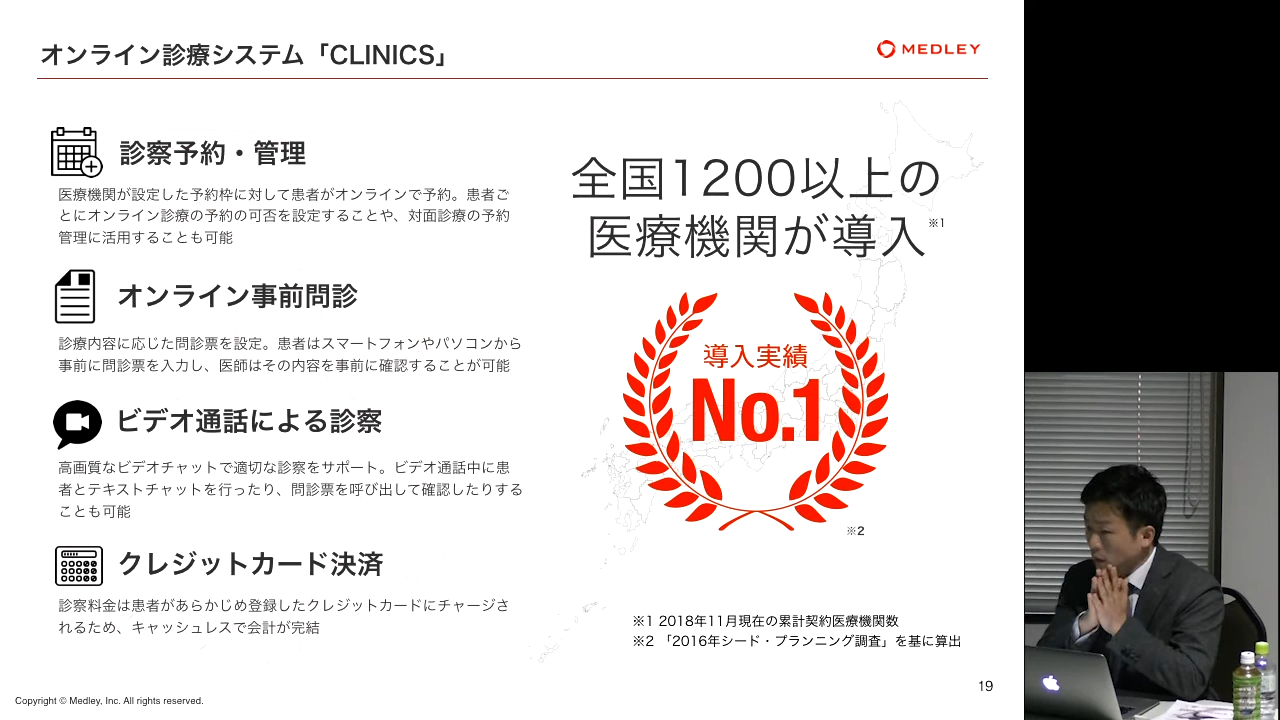 オンライン診療システム「CLINICS」
MEDLEY
診察予約・管理
医療機関が設定した予約枠に対して患者がオンラインで予約。患者ご
とにオンライン診療の予約の可否を設定することや、対面診療の予約
管理に活用することも可能
オンライン事前問診
診療内容に応じた問診票を設定。患者はスマートフォンやパソコンから
事前に問診票を入力し、医師はその内容を事前に確認することが可能
ビデオ通話による診察
高画質なビデオチャットで適切な診察をサポート。ビデオ通話中に患
者とテキストチャットを行ったり、問診票を呼び出して確認したりする
ことも可能
クレジットカード決済
診察料金は患者があらかじめ登録したクレジットカードにチャージさ
れるため、キャッシュレスで会計が完結
全国1200以上の
医療機関が導入※1
導入実績
No.1
※2
※1 2018年11月現在の累計契約医療機関数
※2 「2016年シード・プランニング調査」を基に算出
19
Copyright © Medley, Inc. All rights reserved.